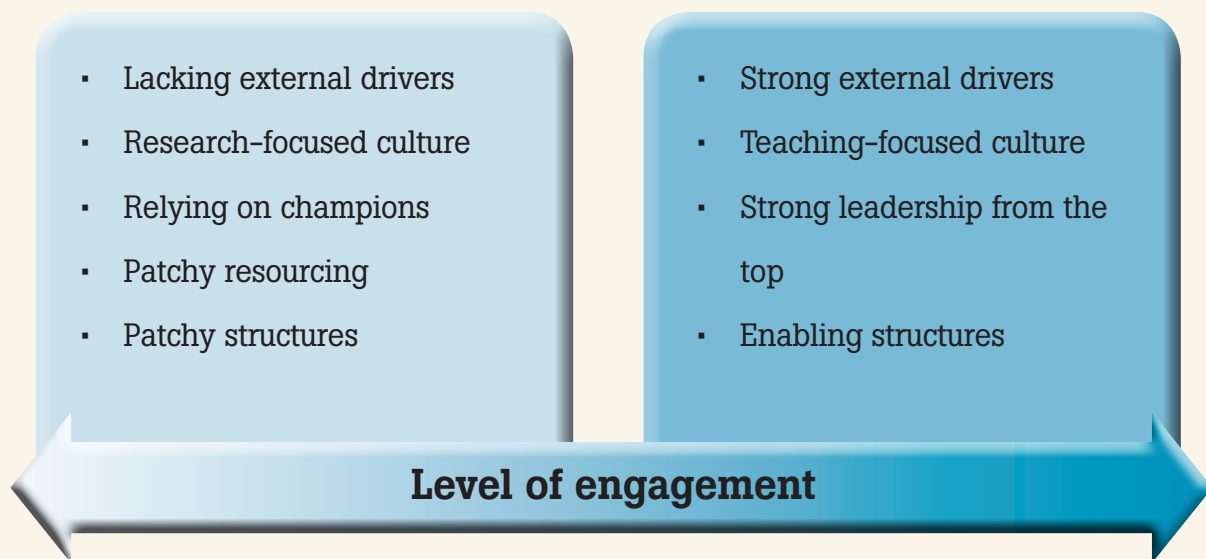 ▪ Lacking external drivers
▪ Research-focused culture
▪ Relying on champions
▪ Patchy resourcing
▪ Patchy structures
▪ Strong external drivers
▪ Teaching-focused culture
▪ Strong leadership from the
top
▪ Enabling structures
Level of engagement